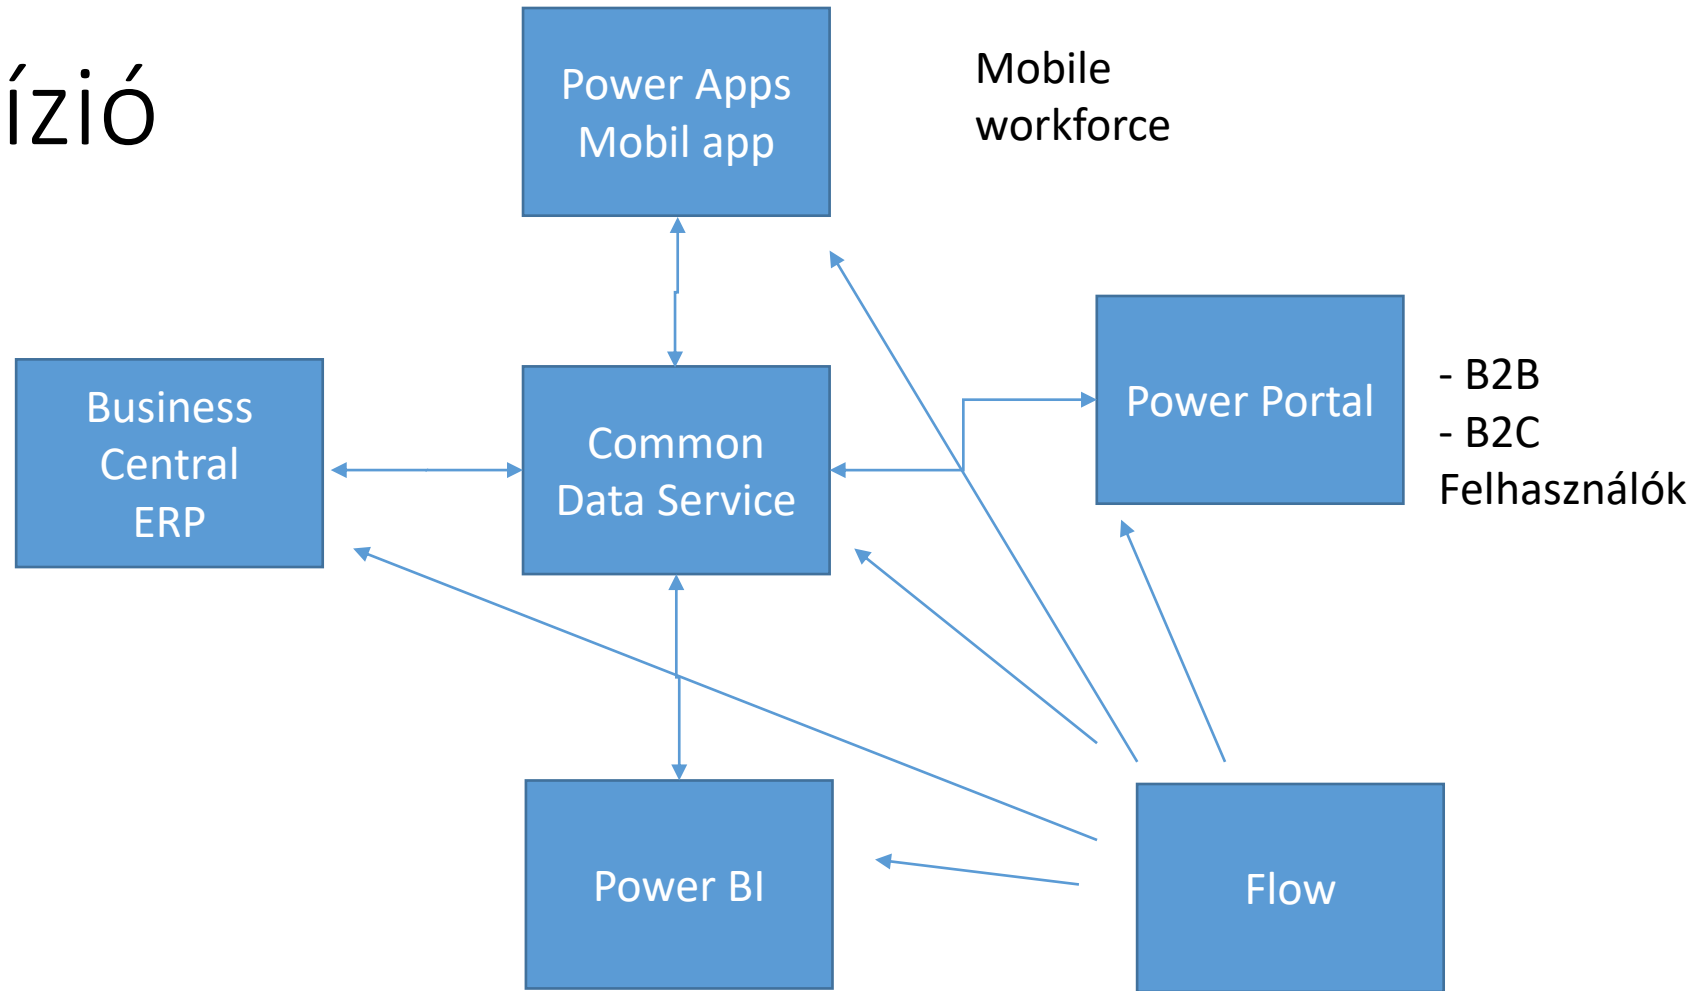 ízió
Power Apps
Mobil app
Mobile
workforce
Business
Central
ERP
Common
Data Service
Power Portal
- B2B
- B2C
Felhasználók
Power BI
Flow